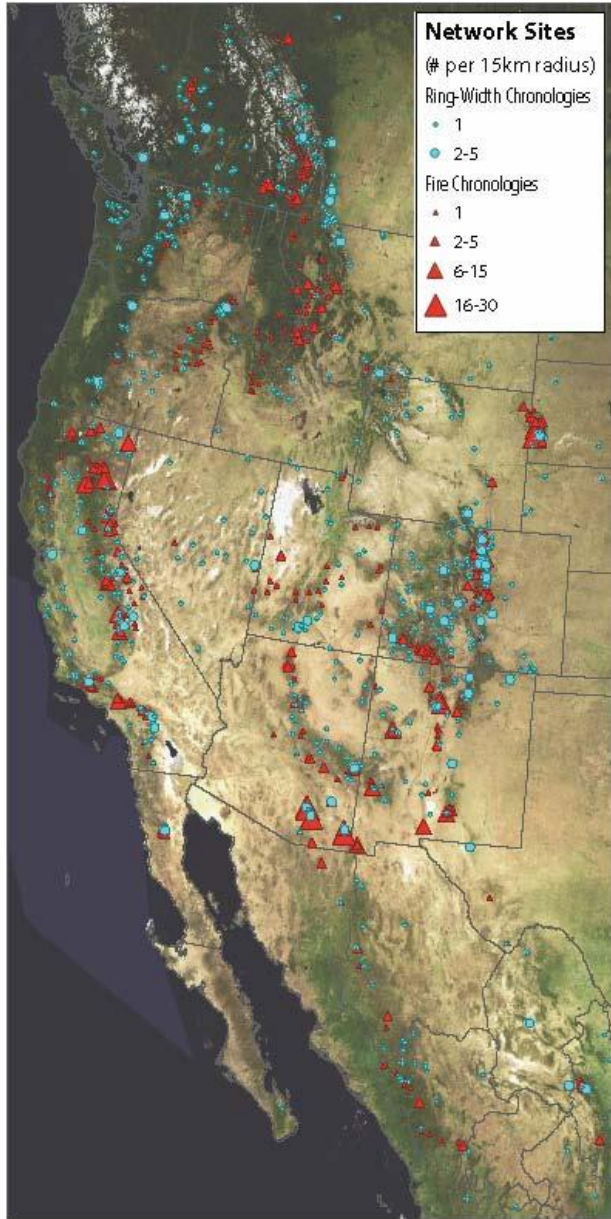 Network Sites
(# per 15km radius)
Ring-Width Chronologies
1
2-5
Fire Chronologies
1
2-5
6-15
16-30